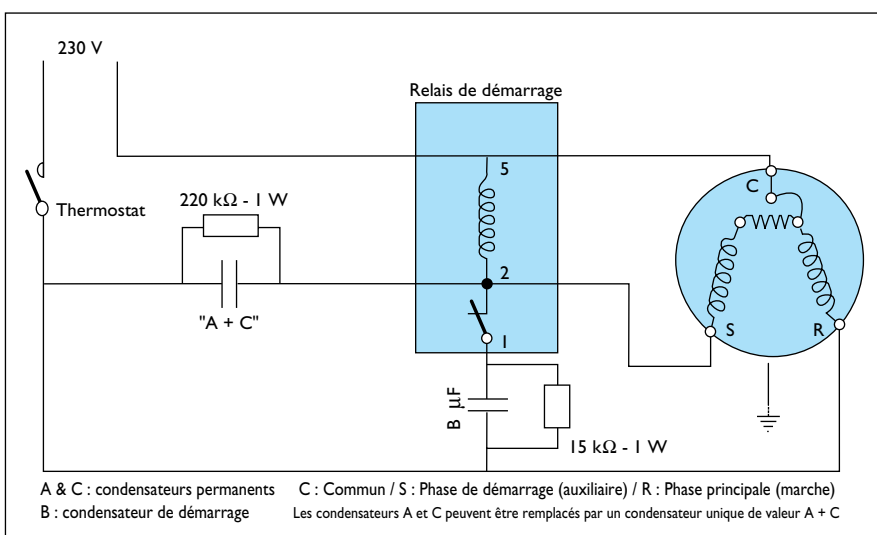 230 V
Relais de démarrage
5
C
220 kΩ - 1 W
Thermostat
2
"A + C"
1
S
R
B µF
15 kΩ - 1 W
A & C : condensateurs permanents
C : Commun / S : Phase de démarrage (auxiliaire) / R : Phase principale (marche)
B : condensateur de démarrage
Les condensateurs A et C peuvent être remplacés par un condensateur unique de valeur A + C